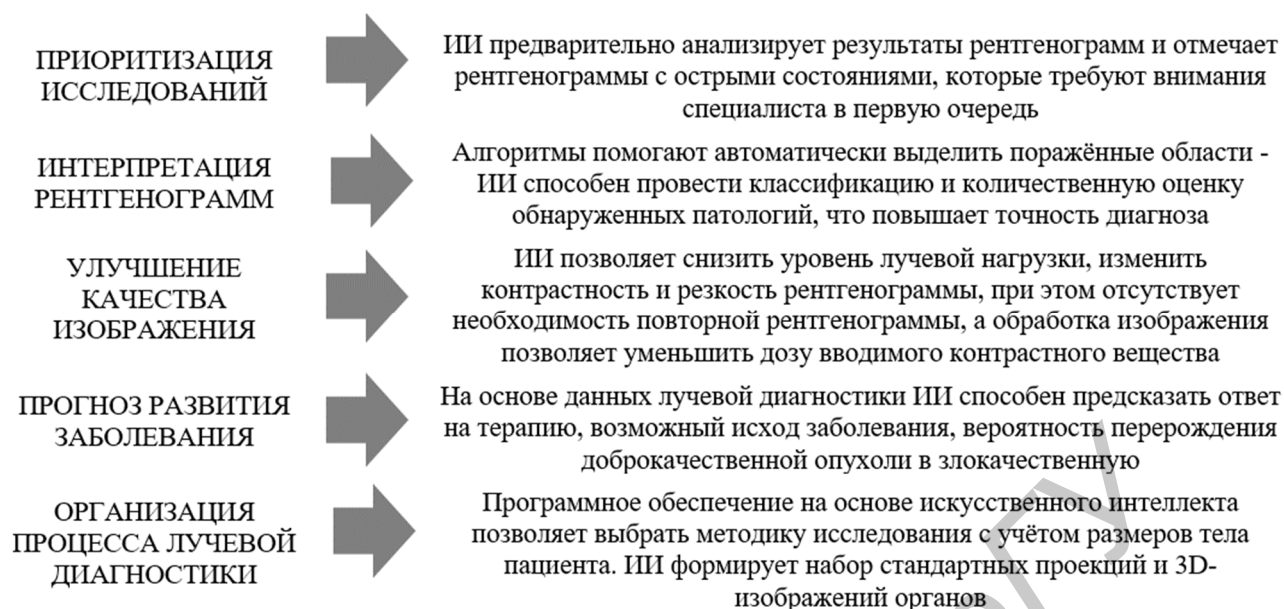 ПРИОРИТИЗАЦИЯ
ИССЛЕДОВАНИЙ
ИИ предварительно анализирует результаты рентгенограмм и отмечает
рентгенограммы с острыми состояниями, которые требуют внимания
специалиста в первую очередь
ИНТЕРПРЕТАЦИЯ
РЕНТГЕНОГРАММ
Алгоритмы помогают автоматически выделить поражённые области -
ИИ способен провести классификацию и количественную оценку
обнаруженных патологий, что повышает точность диагноза
УЛУЧШЕНИЕ
КАЧЕСТВА
ИЗОБРАЖЕНИЯ
ИИ позволяет снизить уровень лучевой нагрузки, изменить
контрастность и резкость рентгенограммы, при этом отсутствует
необходимость повторной рентгенограммы, а обработка изображения
позволяет уменьшить дозу вводимого контрастного вещества
ПРОГНОЗ РАЗВИТИЯ
ЗАБОЛЕВАНИЯ
На основе данных лучевой диагностики ИИ способен предсказать ответ
на терапию, возможный исход заболевания, вероятность перерождения
доброкачественной опухоли в злокачественную
ОРГАНИЗАЦИЯ
ПРОЦЕССА ЛУЧЕВОЙ
ДИАГНОСТИКИ
Программное обеспечение на основе искусственного интеллекта
позволяет выбрать методику исследования с учётом размеров тела
пациента. ИИ формирует набор стандартных проекций и 3D-
изображений органов